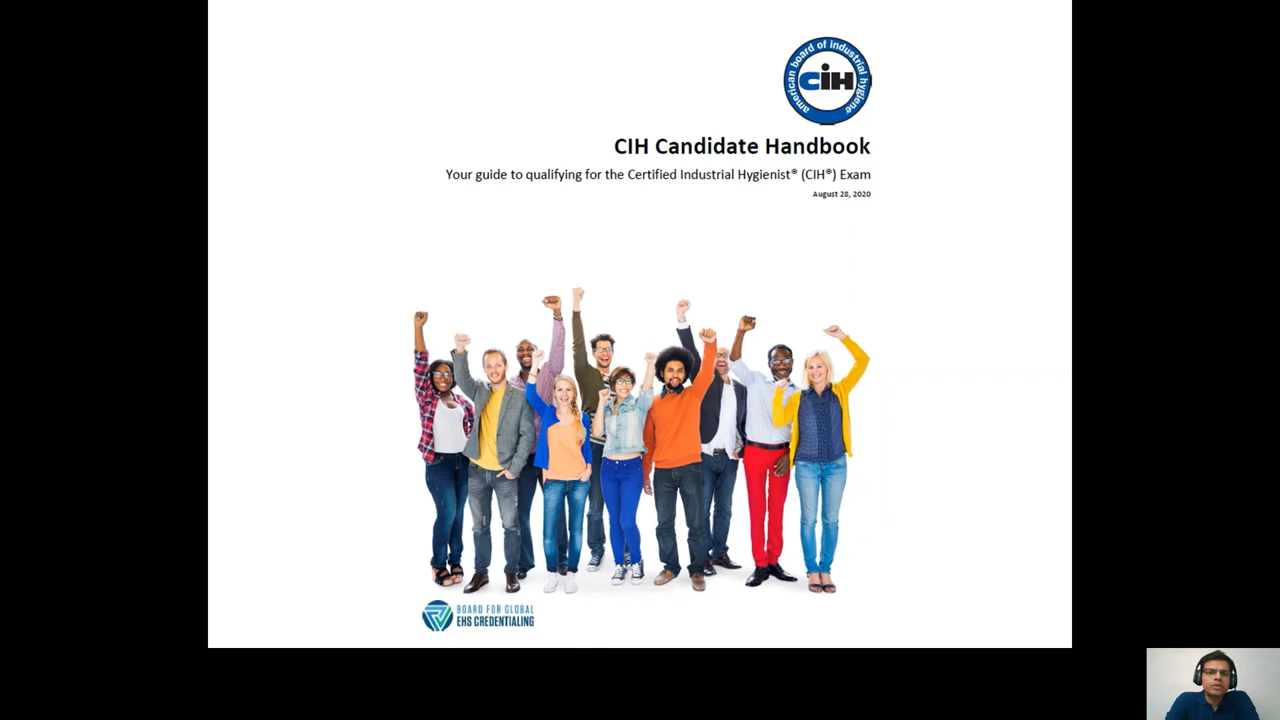 american board of industrial hygiene
CiH
CIH Candidate Handbook
Your guide to qualifying for the Certified Industrial Hygienist® (CIH®) Exam
August 28, 2020
BOARD FOR GLOBAL
EHS CREDENTIALING